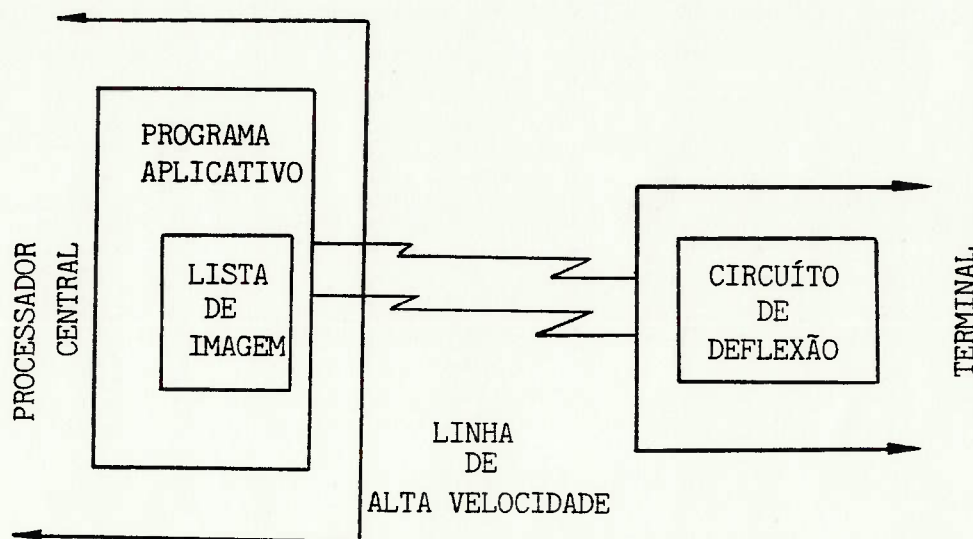 PROCESSADOR
CENTRAL
PROGRAMA
APLICATIVO
LISTA
DE
IMAGEM
LINHA
DE
ALTA VELOCIDADE
CIRCUÍTO
DE
DEFLEXÃO
TERMINAL